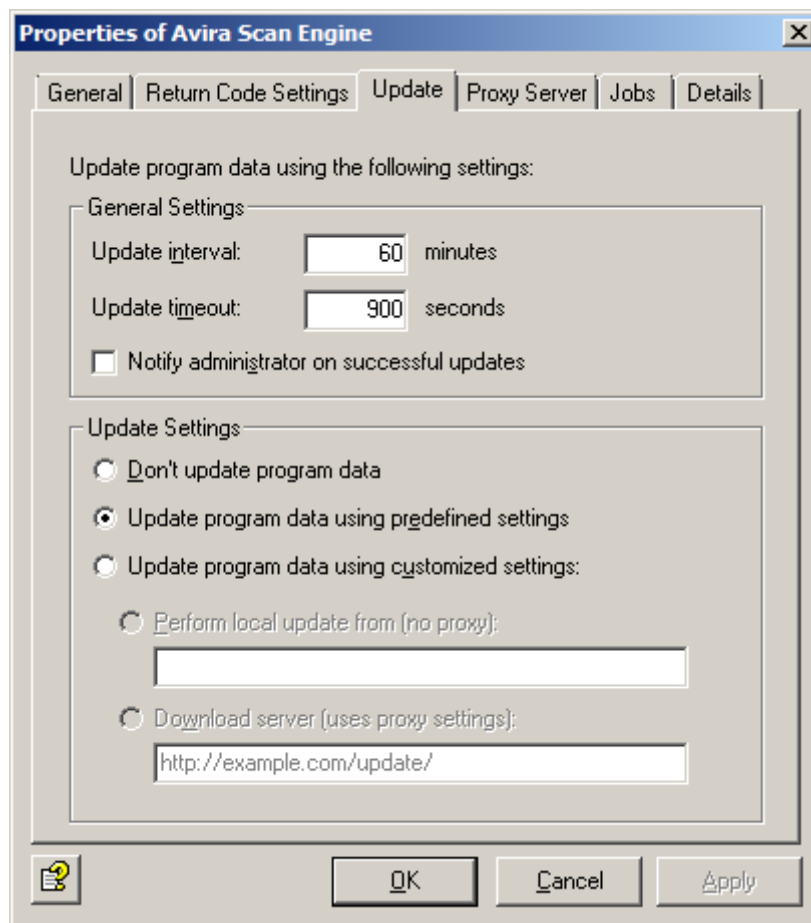 Properties of Avira Scan Engine
General Return Code Settings Update Proxy Server Jobs Details
Update program data using the following settings:
General Settings
Update interval: 60 minutes
Update timeout: 900 seconds
Notify administrator on successful updates
Update Settings
Don't update program data
Update program data using predefined settings
Update program data using customized settings:
Perform local update from (no proxy):
Download server (uses proxy settings):
http://example.com/update/
OK Cancel Apply